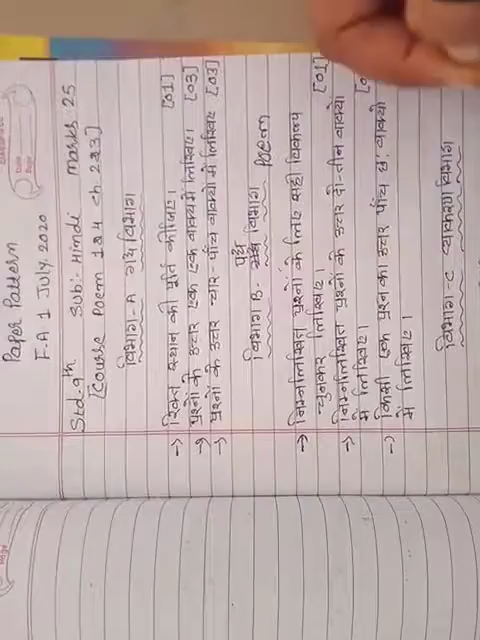 Paper Pattern
F.A 1 July. 2020
Std-9th Sub: Hindi marks 25
[Course Poem 1&4 ch 2&3]
विभाग-A गद्य विभाग
→ रिक्त स्थान की पूर्ति कीजिए। [01]
→ प्रश्नों के उत्तर एक एक वाक्य में लिखिए। [03]
→ प्रश्नों के उत्तर चार-पाँच वाक्यों में लिखिए [03]
विभाग B- पद्य विभाग Poem
→ निम्नलिखित प्रश्नों के लिए सही विकल्प
चुनकर लिखिए। [01]
→ निम्नलिखित प्रश्नों के उत्तर दो-तीन वाक्यों
में लिखिए।
→ किसी एक प्रश्न का उत्तर पाँच छः वाक्यों
में लिखिए।
विभाग-C व्याकरण विभाग